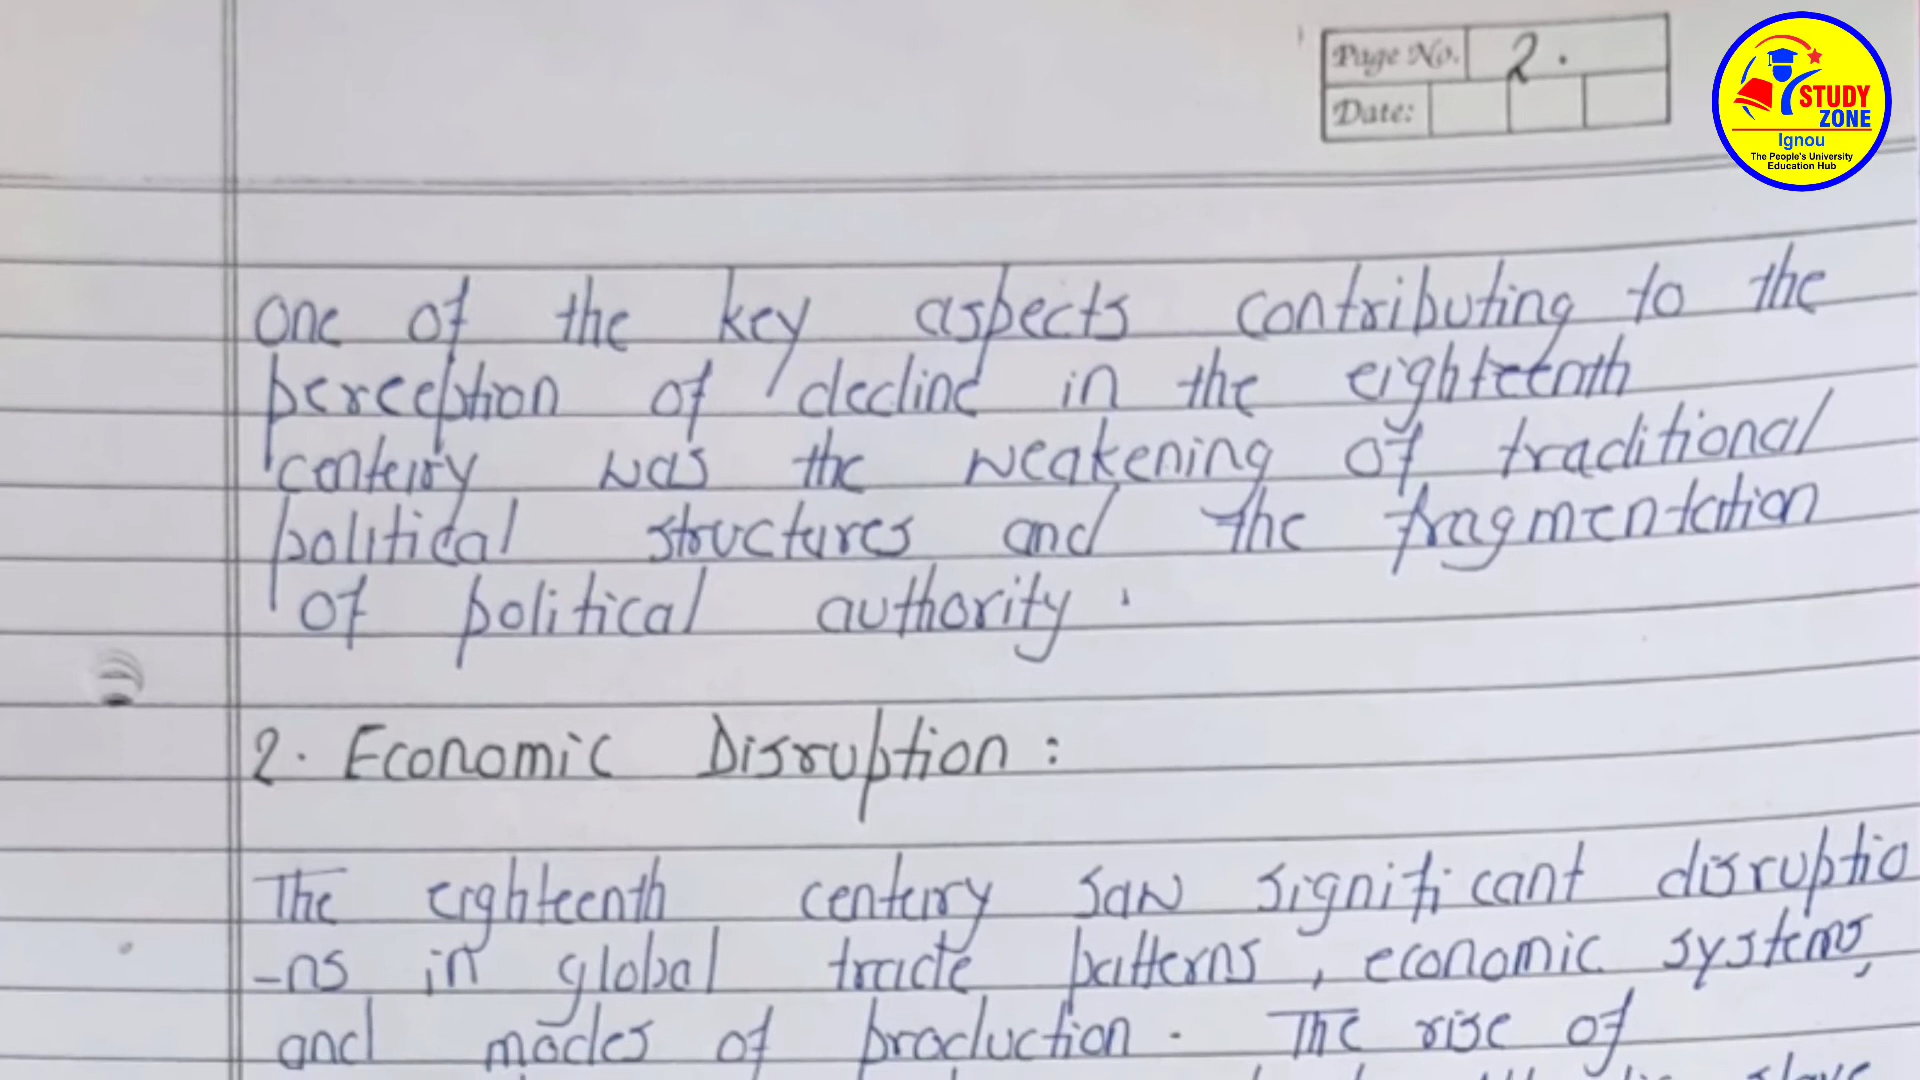 Page No. 2.
Date:
STUDY
ZONE
Ignou
The People's University
Education Hub
One of the key aspects contributing to the
perception of decline in the eighteenth
century was the weakening of traditional
political structures and the fragmentation
of political authority.
2. Economic Disruption:
The eighteenth century saw significant disruptio
-ns in global trade patterns, economic systems,
and modes of production. The rise of
slave